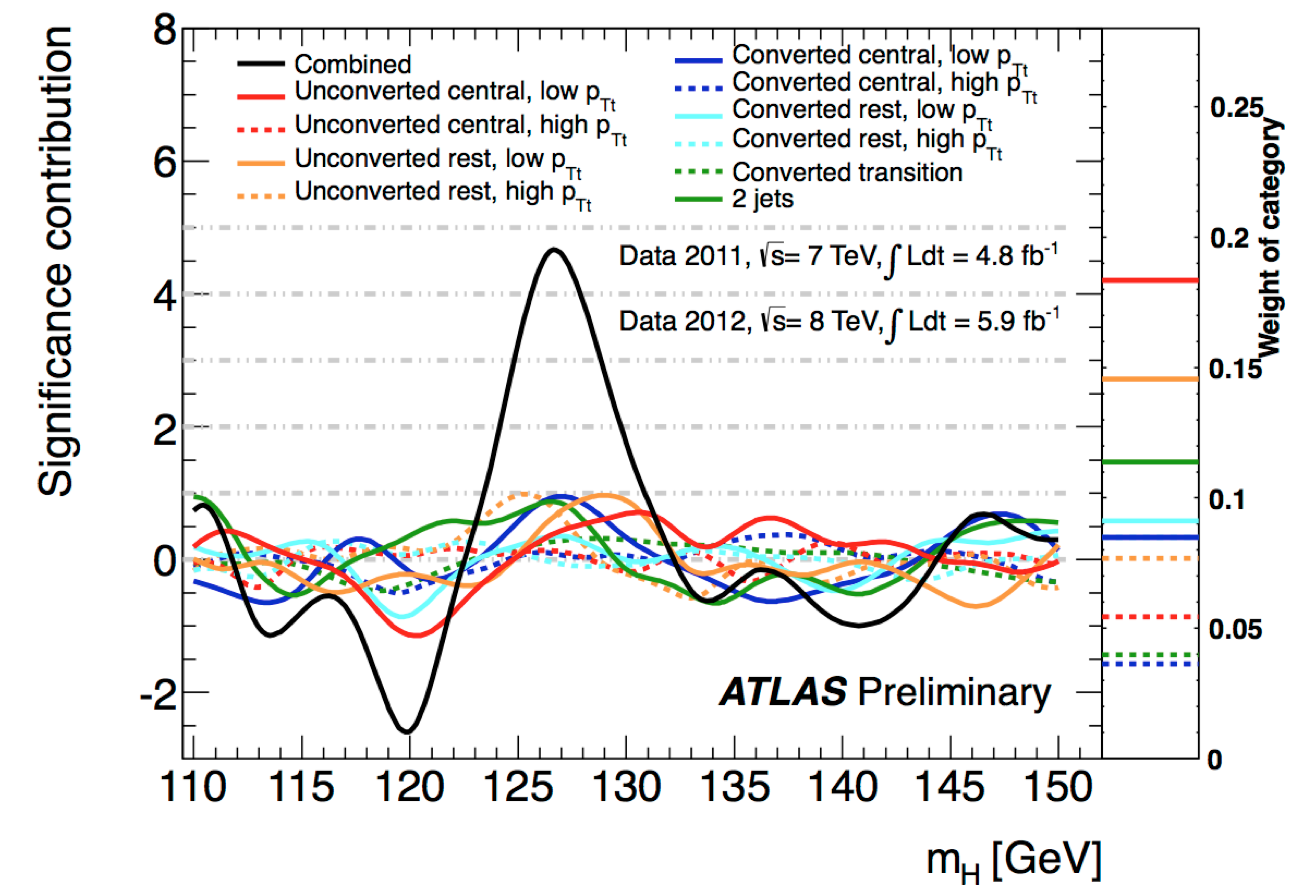 Significance contribution
8
6
4
2
0
-2
Combined
Unconverted central, low pTt
Unconverted central, high pTt
Unconverted rest, low pTt
Unconverted rest, high pTt
Converted central, low pTt
Converted central, high pTt
Converted rest, low pTt
Converted rest, high pTt
Converted transition
2 jets
Data 2011, √s= 7 TeV,∫ Ldt = 4.8 fb-1
Data 2012, √s= 8 TeV,∫ Ldt = 5.9 fb-1
ATLAS Preliminary
110 115 120 125 130 135 140 145 150
mH [GeV]
0.25
0.2
0.15
0.1
0.05
0
Weight of category